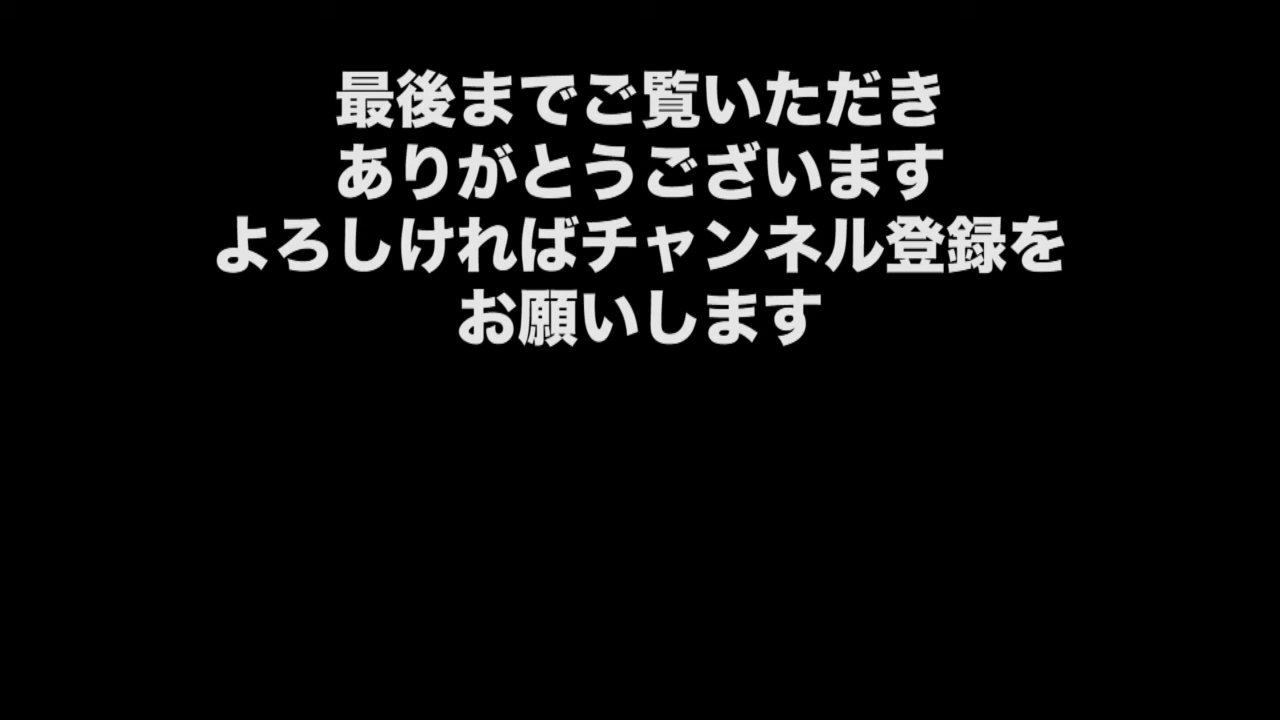 最後までご覧いただき
ありがとうございます
よろしければチャンネル登録を
お願いします